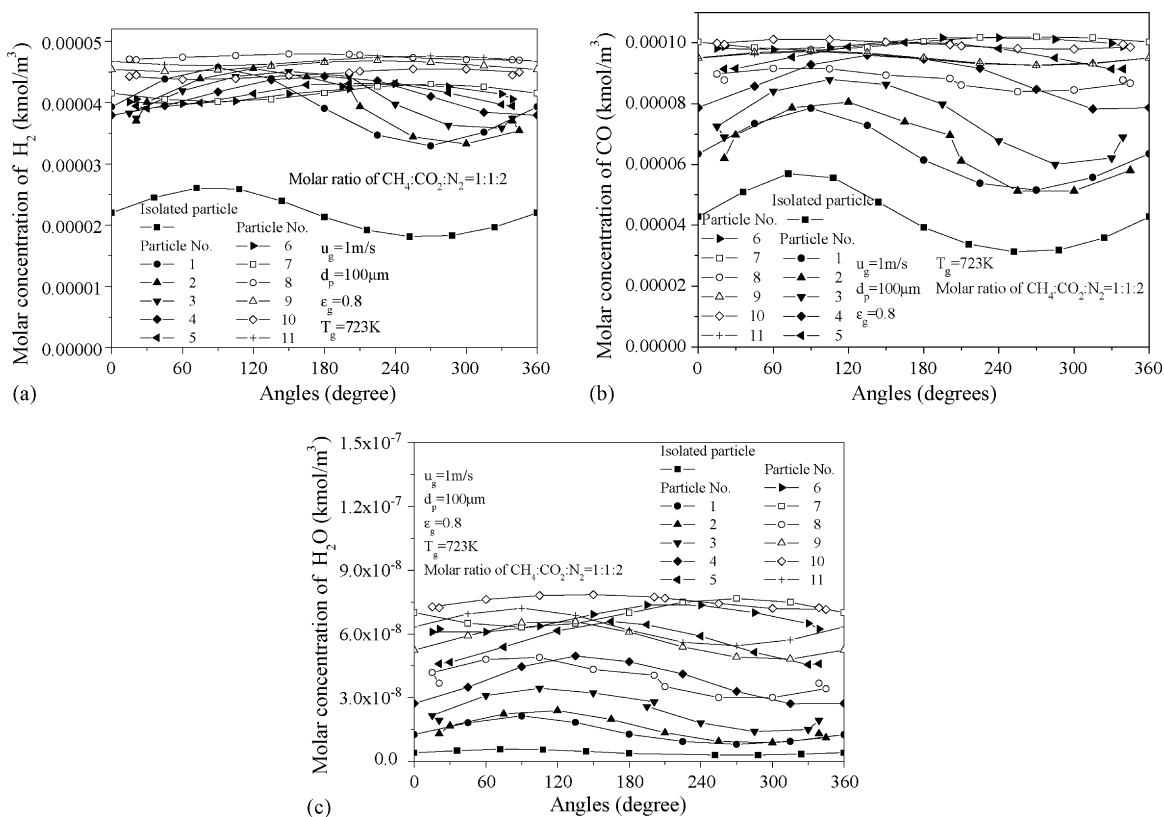 0.00005
0.00004
0.00003
0.00002
0.00001
0.00000
Molar concentration of H2 (kmol/m3)
Molar ratio of CH4:CO2:N2=1:1:2
Isolated particle
Particle No.
1
2
3
4
5
Particle No.
6
7
8
9
10
11
ug=1m/s
dp=100μm
εg=0.8
Tg=723K
0 60 120 180 240 300 360
Angles (degree)
(a)
0.00010
0.00008
0.00006
0.00004
0.00002
0.00000
Molar concentration of CO (kmol/m3)
Particle No.
6
7
8
9
10
11
Isolated particle
Particle No.
1
2
3
4
5
ug=1m/s
dp=100μm
εg=0.8
Tg=723K
Molar ratio of CH4:CO2:N2=1:1:2
0 60 120 180 240 300 360
Angles (degrees)
(b)
1.5x10-7
1.2x10-7
9.0x10-8
6.0x10-8
3.0x10-8
0.0
Molar concentration of H2O (kmol/m3)
ug=1m/s
dp=100μm
εg=0.8
Tg=723K
Molar ratio of CH4:CO2:N2=1:1:2
Isolated particle
Particle No.
1
2
3
4
5
Particle No.
6
7
8
9
10
11
0 60 120 180 240 300 360
Angles (degree)
(c)